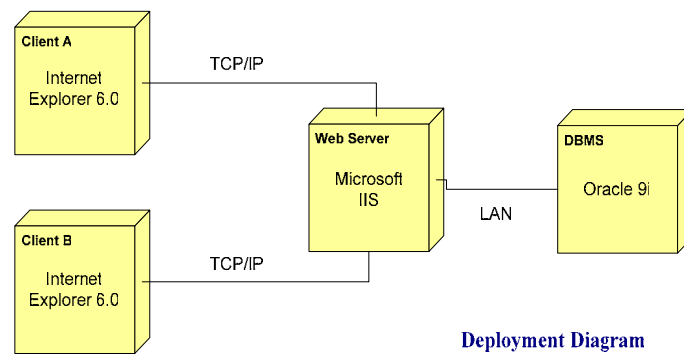 Client A
Internet
Explorer 6.0
TCP/IP
Web Server
Microsoft
IIS
DBMS
Oracle 9i
LAN
Client B
Internet
Explorer 6.0
TCP/IP
Deployment Diagram